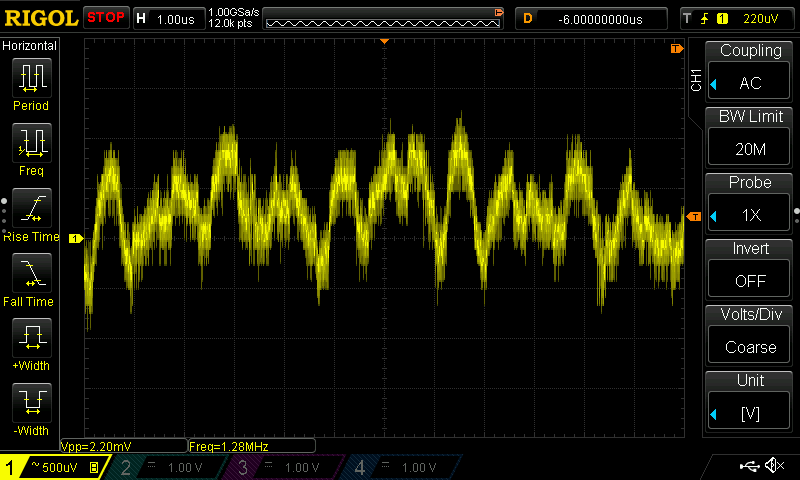 RIGOL STOP H 1.00us 1.00GSa/s D -6.00000000us T 1 220uV
12.0k pts
Horizontal
Period
Freq
Rise Time
Fall Time
+Width
-Width
T
T
1
CH1
Coupling
AC
BW Limit
20M
Probe
1X
Invert
OFF
Volts/Div
Coarse
Unit
[V]
Vpp=2.20mV Freq=1.28MHz
1 ~ 500uV B 2 1.00 V 3 1.00 V 4 1.00 V